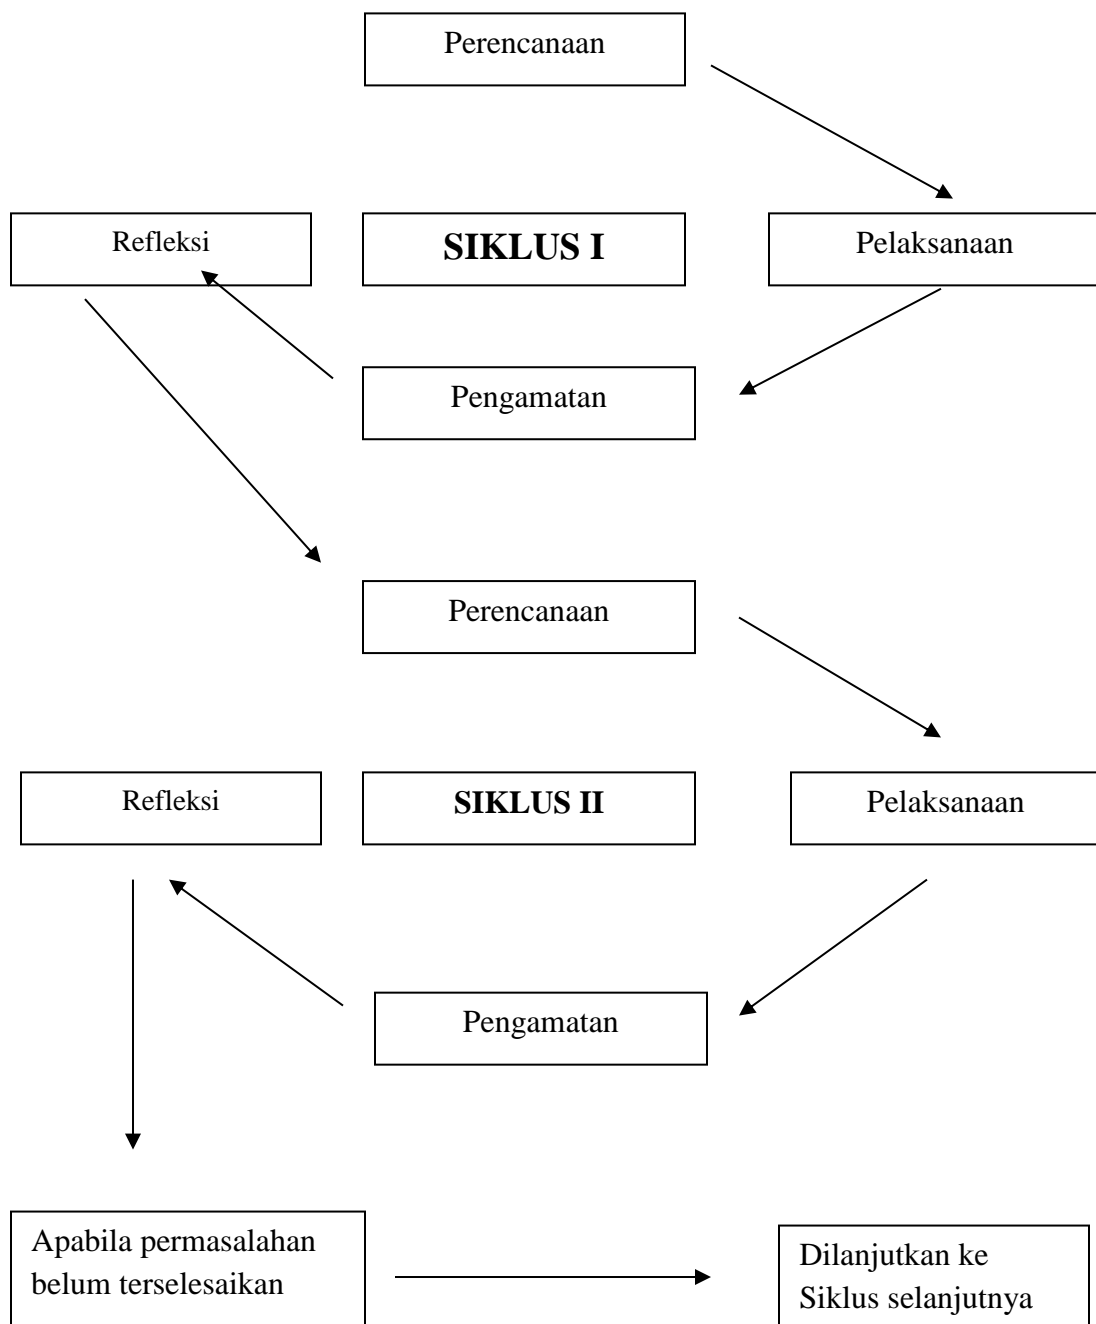 Perencanaan
Refleksi
SIKLUS I
Pelaksanaan
Pengamatan
Perencanaan
Refleksi
SIKLUS II
Pelaksanaan
Pengamatan
Apabila permasalahan
belum terselesaikan
Dilanjutkan ke
Siklus selanjutnya